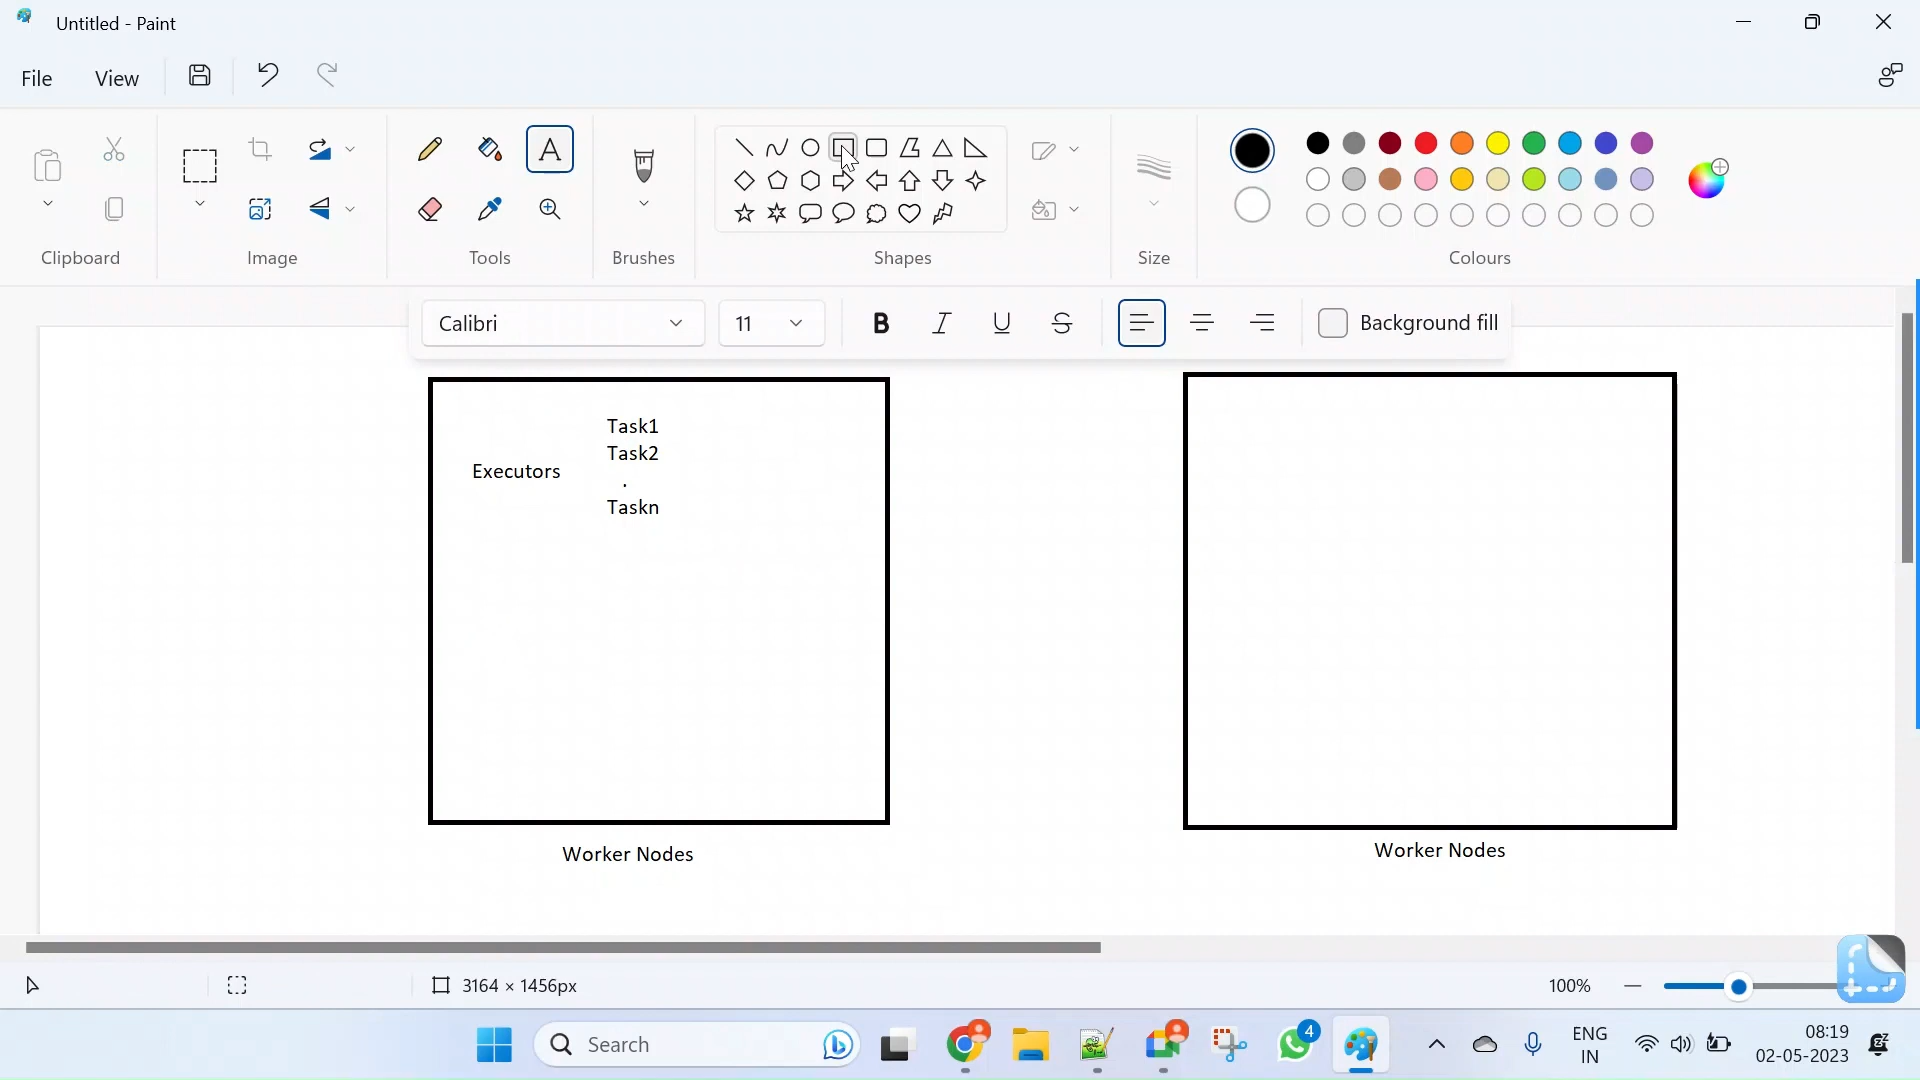 Untitled - Paint
File
View
Clipboard
Image
Tools
Brushes
Shapes
Size
Colours
Calibri
11
B
I
U
S
Background fill
Task1
Task2
Executors
.
Taskn
Worker Nodes
Worker Nodes
3164 × 1456px
100%
Search
4
ENG
IN
08:19
02-05-2023